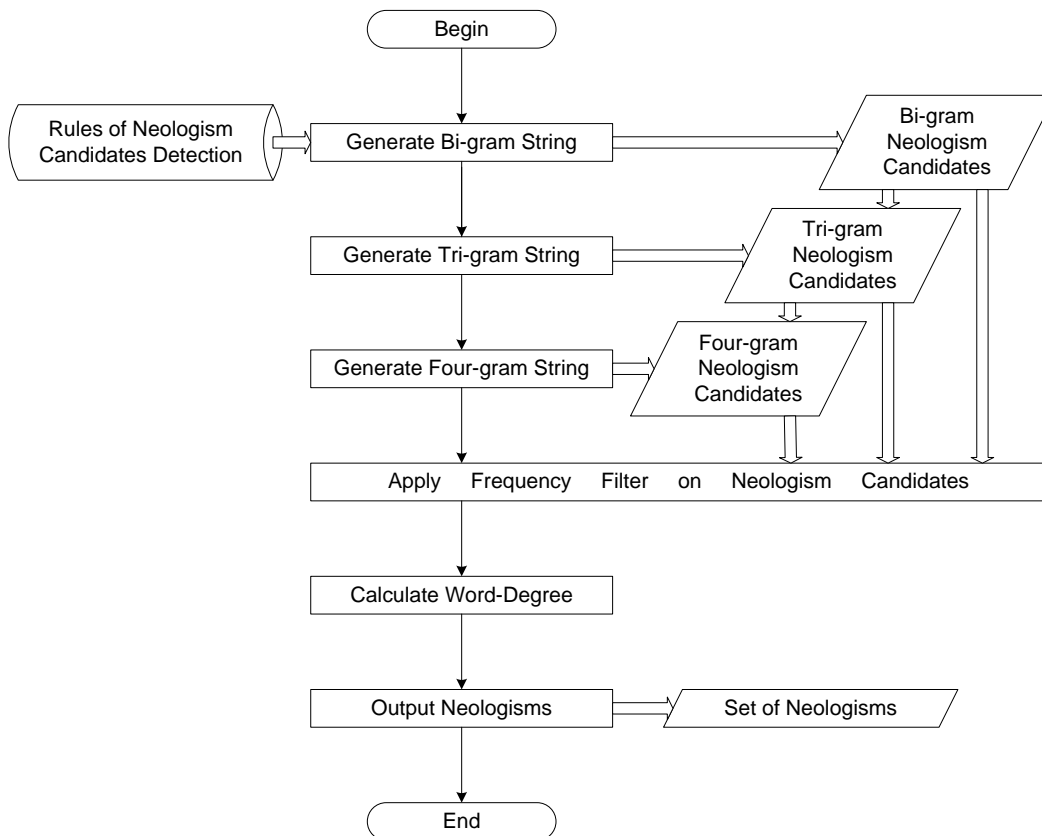 Begin
Rules of Neologism
Candidates Detection
Generate Bi-gram String
Bi-gram
Neologism
Candidates
Generate Tri-gram String
Tri-gram
Neologism
Candidates
Generate Four-gram String
Four-gram
Neologism
Candidates
Apply Frequency Filter on Neologism Candidates
Calculate Word-Degree
Output Neologisms
Set of Neologisms
End